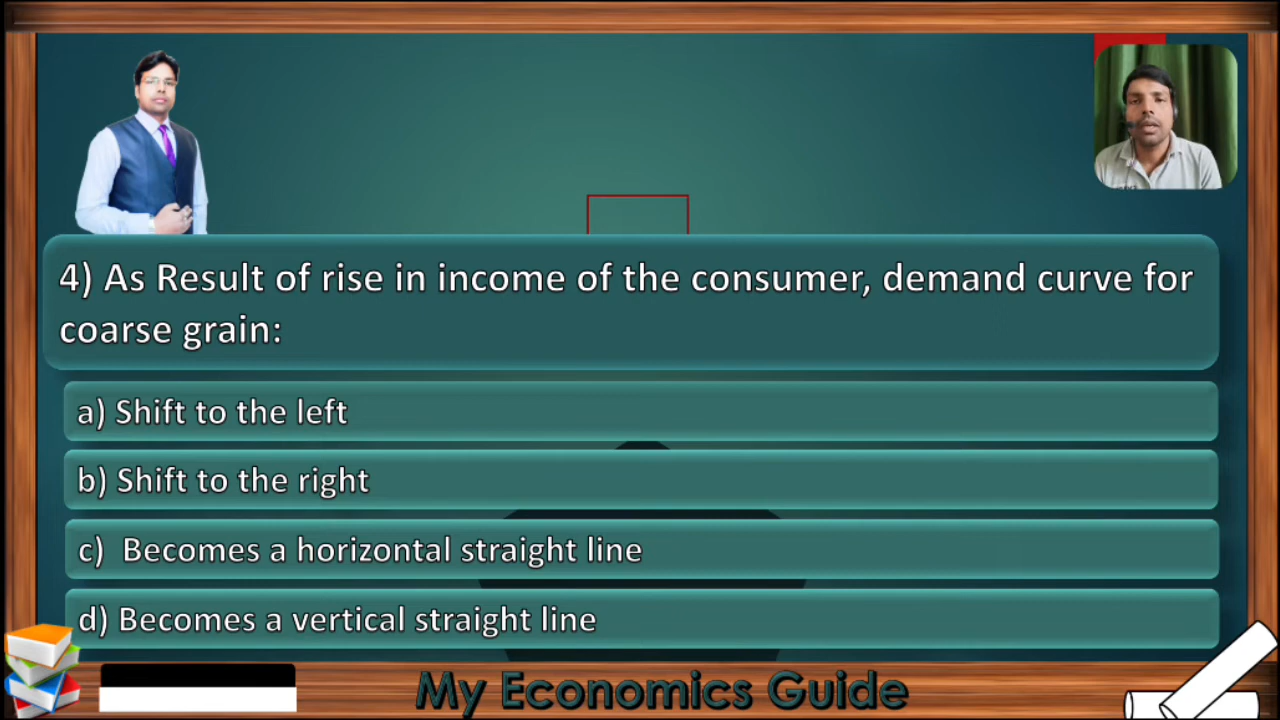 4) As Result of rise in income of the consumer, demand curve for
coarse grain:
a) Shift to the left
b) Shift to the right
c) Becomes a horizontal straight line
d) Becomes a vertical straight line
My Economics Guide